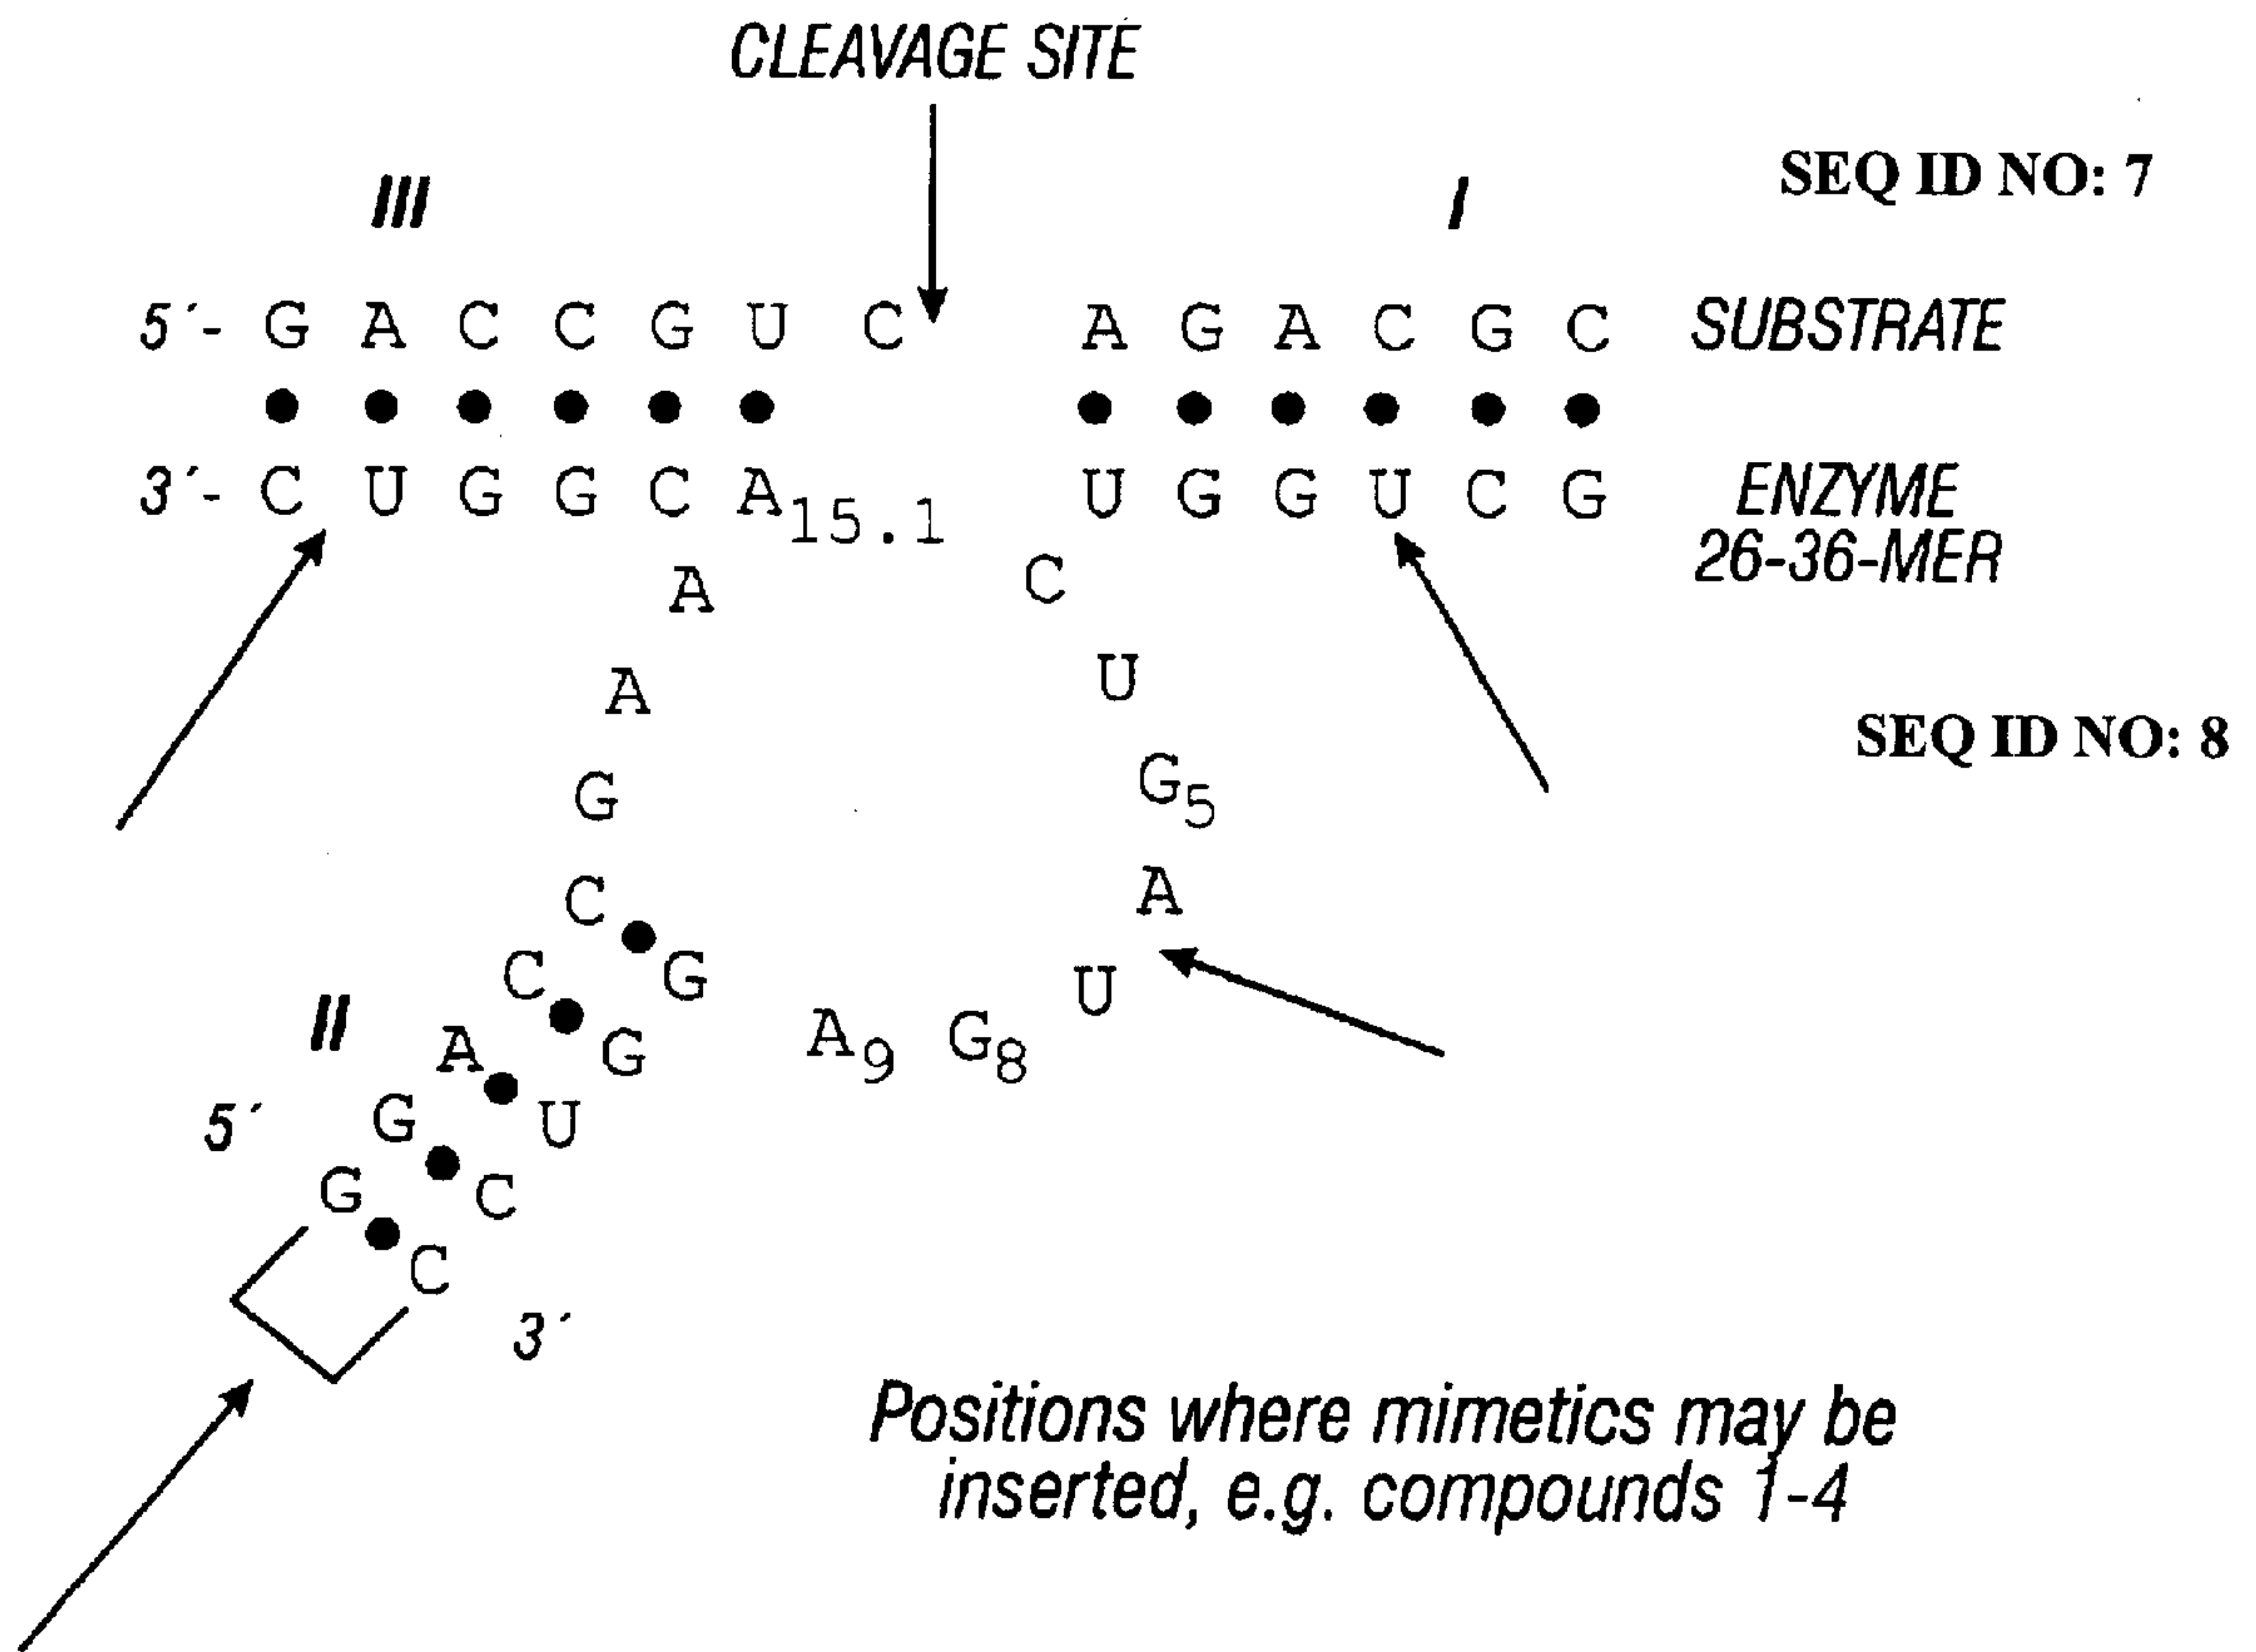 CLEAVAGE SITE
SEQ ID NO: 7
III I
5´- G A C C G U C A G A C G C SUBSTRATE
3´- C U G G C A15.1 U G G U C G ENZYME
26-36-MER
A C
A U
SEQ ID NO: 8
G G5
C A
C G U
II A G A9 G8
5´ G U
G C
C
3´
Positions where mimetics may be
inserted, e.g. compounds 1-4